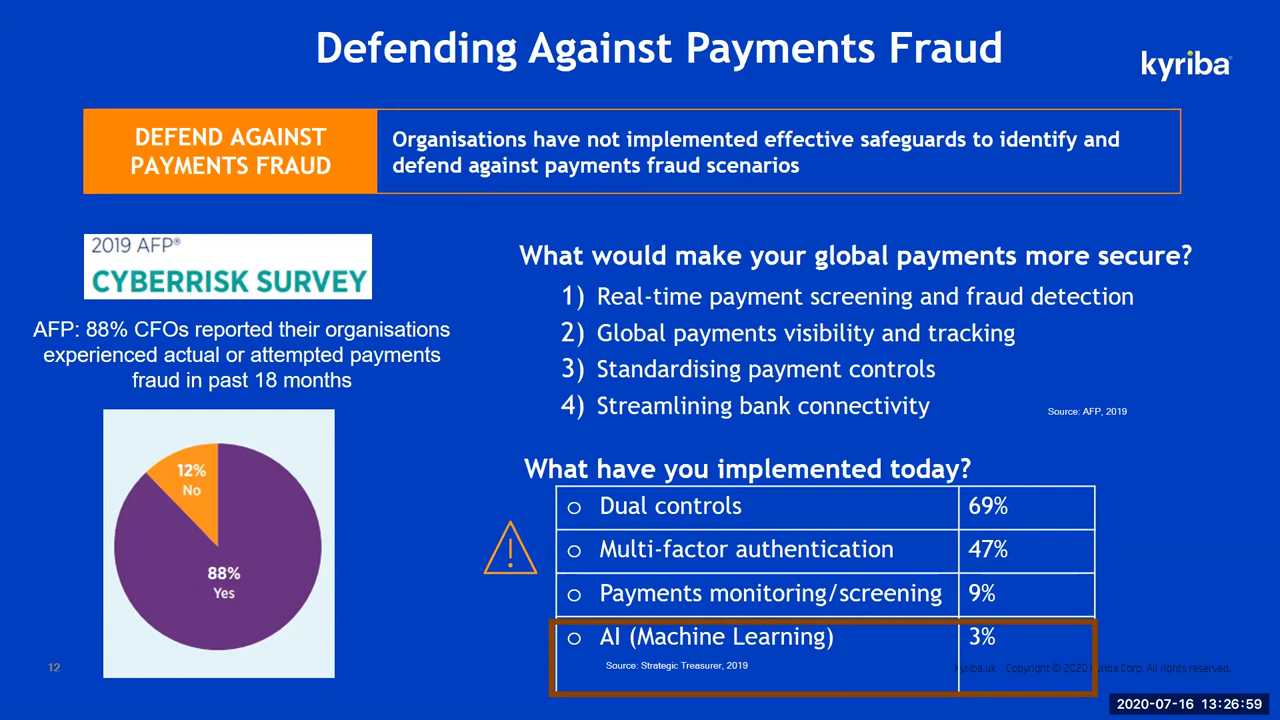 Defending Against Payments Fraud
kyriba
DEFEND AGAINST
PAYMENTS FRAUD
Organisations have not implemented effective safeguards to identify and
defend against payments fraud scenarios
2019 AFP®
CYBERRISK SURVEY
AFP: 88% CFOs reported their organisations
experienced actual or attempted payments
fraud in past 18 months
12%
No
88%
Yes
What would make your global payments more secure?
1) Real-time payment screening and fraud detection
2) Global payments visibility and tracking
3) Standardising payment controls
4) Streamlining bank connectivity
Source: AFP, 2019
What have you implemented today?
o Dual controls 69%
o Multi-factor authentication 47%
o Payments monitoring/screening 9%
o AI (Machine Learning) 3%
Source: Strategic Treasurer, 2019
12
kyriba.uk Copyright © 2020 Kyriba Corp. All rights reserved.
2020-07-16 13:26:59